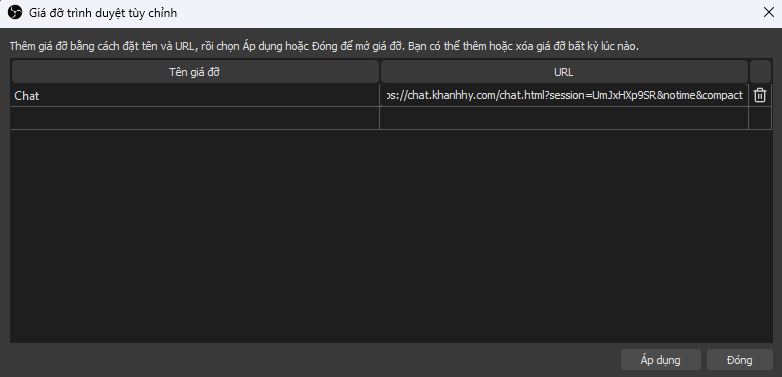 Giá đỡ trình duyệt tùy chỉnh
Thêm giá đỡ bằng cách đặt tên và URL, rồi chọn Áp dụng hoặc Đóng để mở giá đỡ. Bạn có thể thêm hoặc xóa giá đỡ bất kỳ lúc nào.
Tên giá đỡ URL
Chat ps://chat.khanhhy.com/chat.html?session=UmJxHXp9SR&notime&compact
Áp dụng Đóng